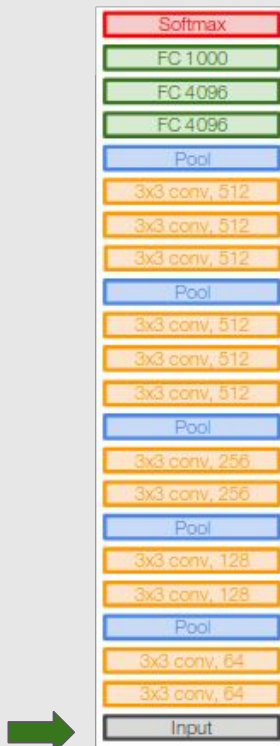 Softmax
FC 1000
FC 4096
FC 4096
Pool
3x3 conv, 512
3x3 conv, 512
3x3 conv, 512
Pool
3x3 conv, 512
3x3 conv, 512
3x3 conv, 512
Pool
3x3 conv, 256
3x3 conv, 256
Pool
3x3 conv, 128
3x3 conv, 128
Pool
3x3 conv, 64
3x3 conv, 64
Input